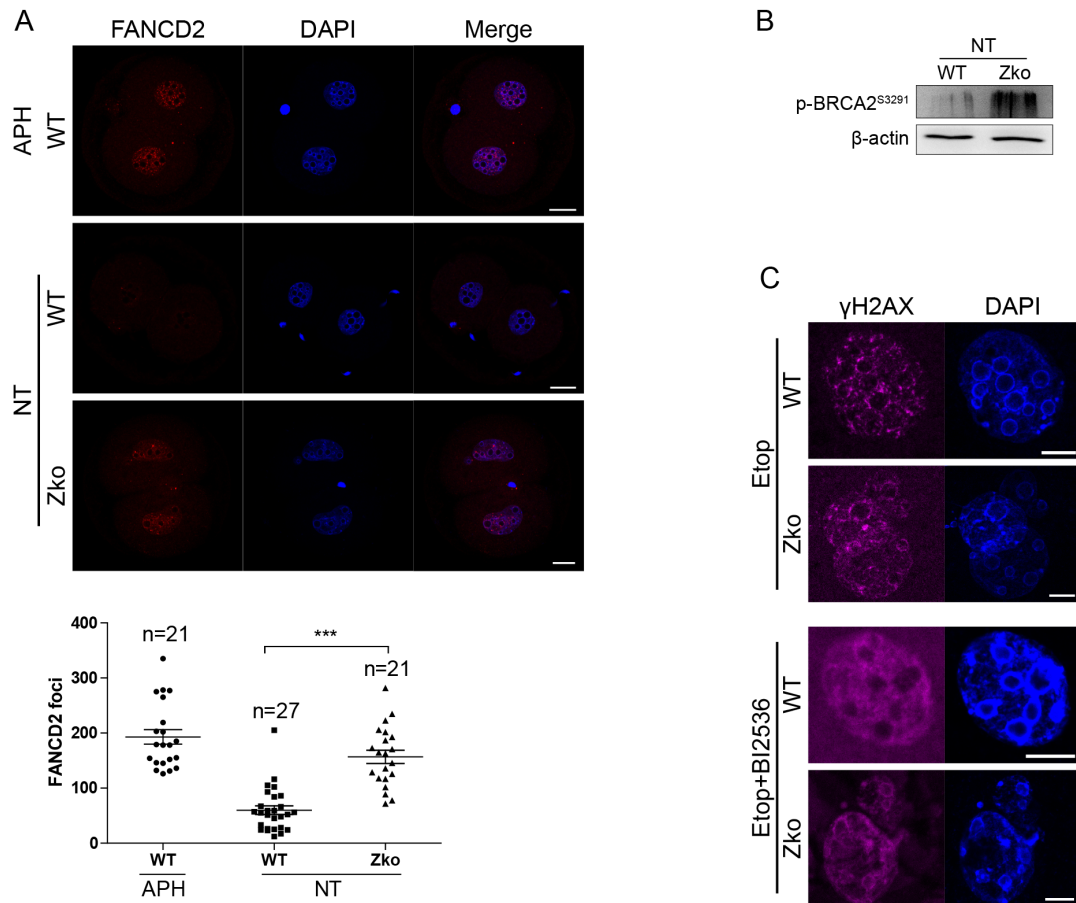 A
FANCD2 DAPI Merge
APH
WT
NT
WT
Zko
400
300
200
100
0
FANCD2 foci
n=21
n=27
***
n=21
WT WT Zko
APH NT
B
NT
WT Zko
p-BRCA2S3291
β-actin
C
γH2AX DAPI
Etop
WT
Zko
Etop+BI2536
WT
Zko